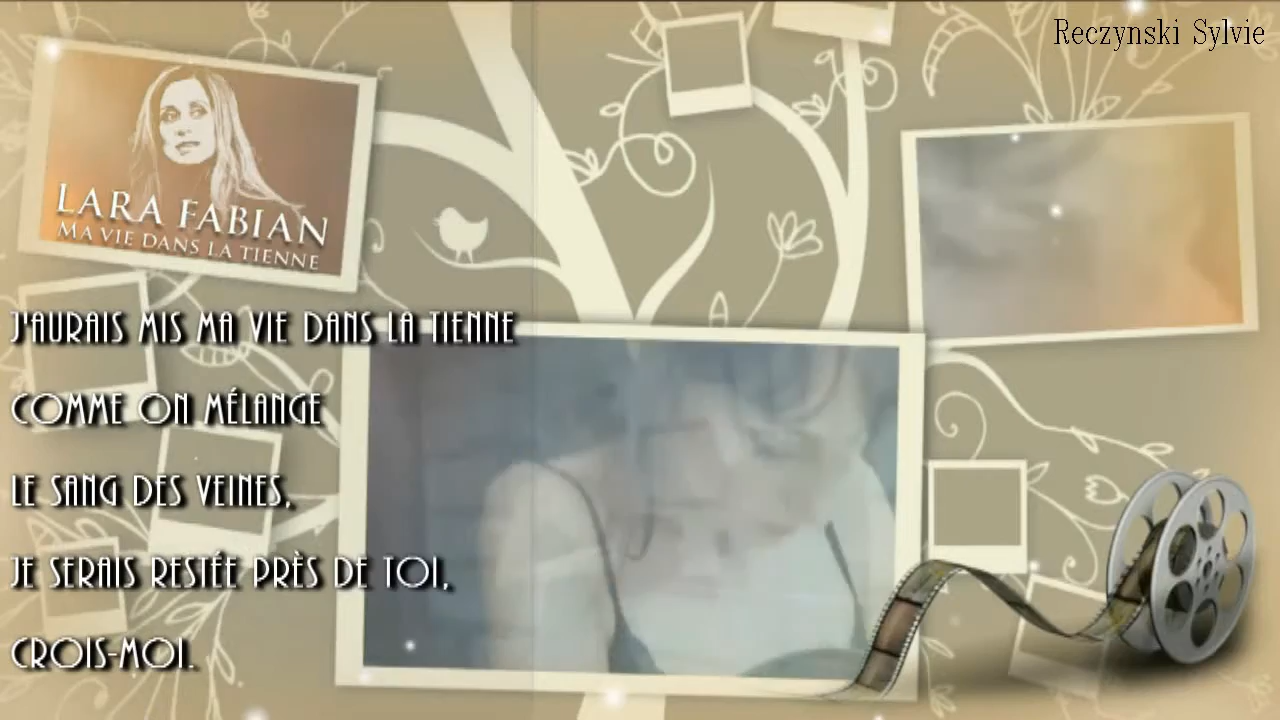 Reczynski Sylvie
LARA FABIAN
MA VIE DANS LA TIENNE
J'AURAIS MIS MA VIE DANS LA TIENNE
COMME ON MÉLANGE
LE SANG DES VEINES,
JE SERAIS RESTÉE PRÈS DE TOI,
CROIS-MOI.